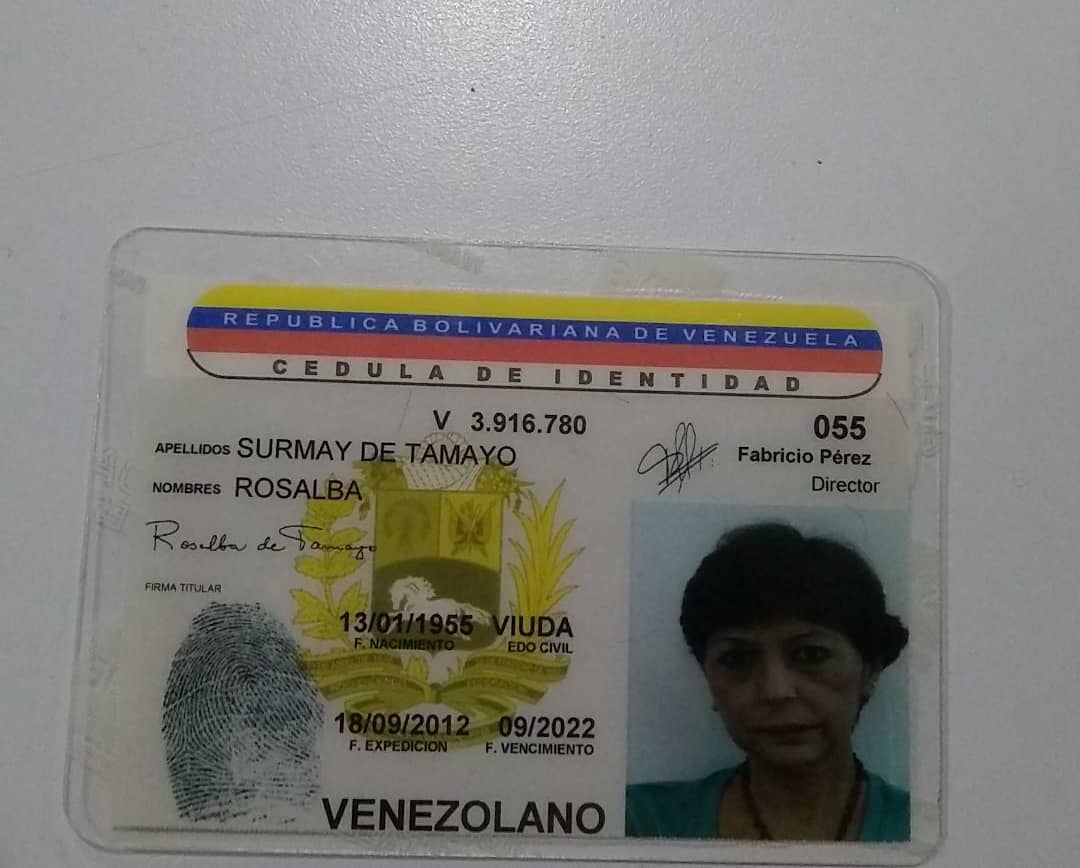 REPUBLICA BOLIVARIANA DE VENEZUELA
CEDULA DE IDENTIDAD
V 3.916.780
055
APELLIDOS SURMAY DE TAMAYO
Fabricio Pérez
NOMBRES ROSALBA
Director
Rosalba de Tamayo
FIRMA TITULAR
13/01/1955 VIUDA
F. NACIMIENTO EDO CIVIL
18/09/2012 09/2022
F. EXPEDICION F. VENCIMIENTO
VENEZOLANO